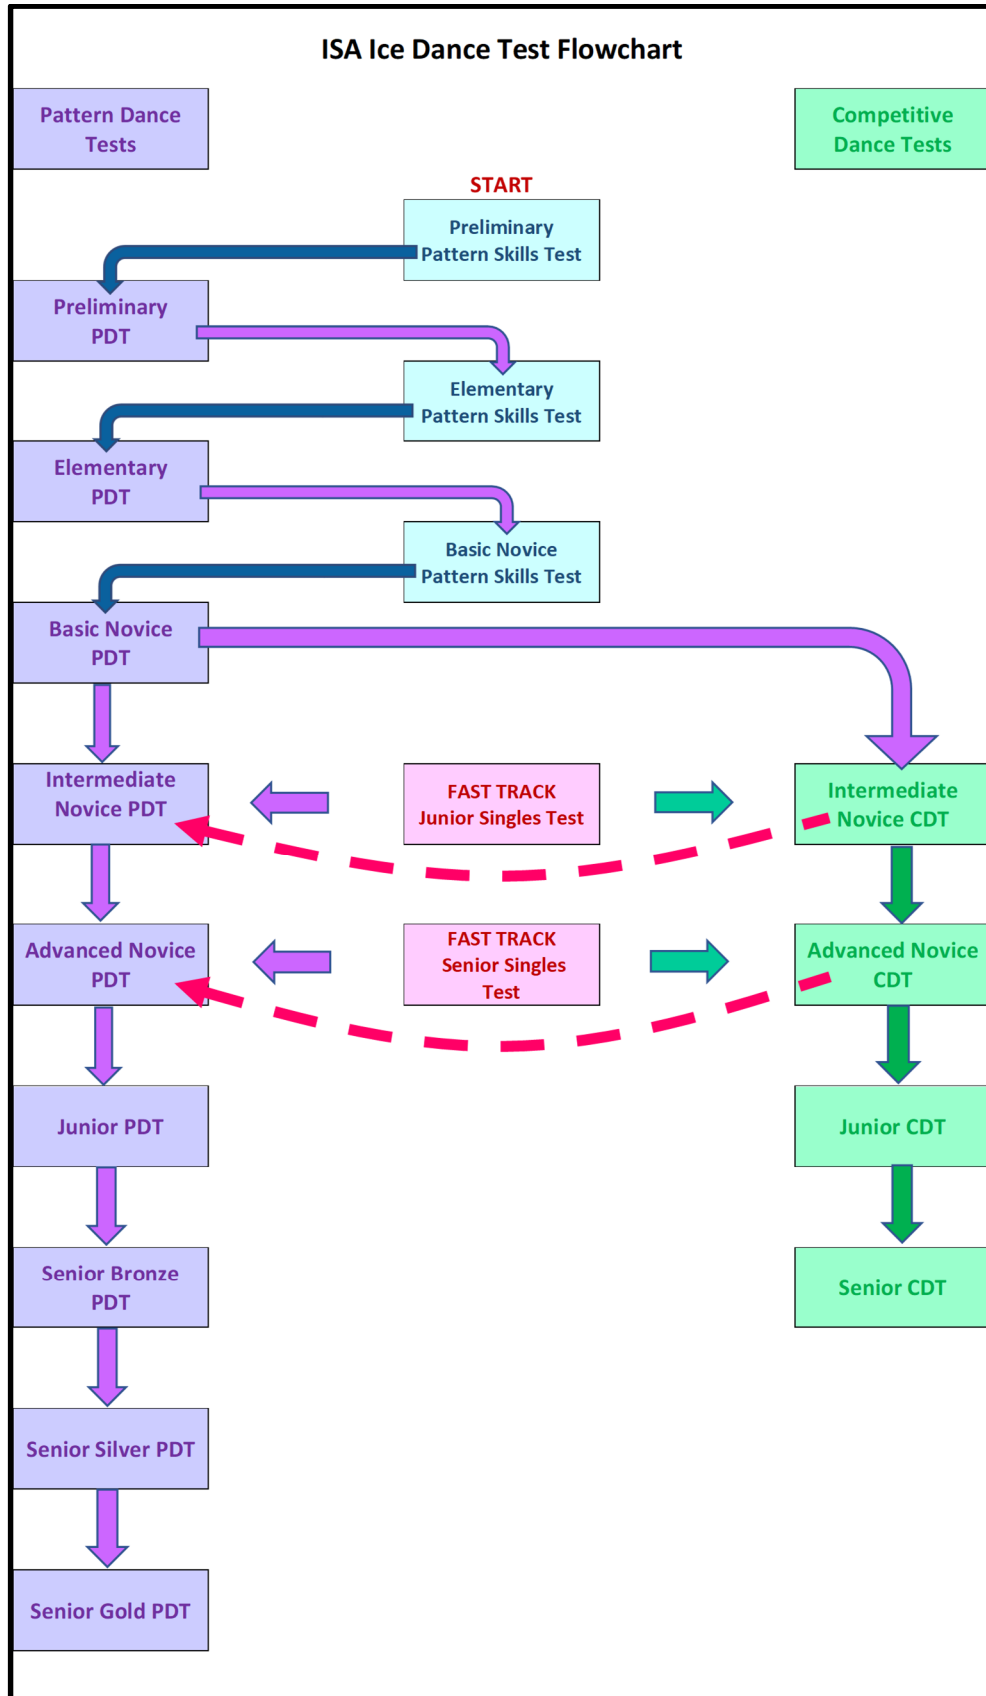 ISA Ice Dance Test Flowchart
Pattern Dance
Tests
Competitive
Dance Tests
START
Preliminary
Pattern Skills Test
Preliminary
PDT
Elementary
Pattern Skills Test
Elementary
PDT
Basic Novice
Pattern Skills Test
Basic Novice
PDT
Intermediate
Novice PDT
FAST TRACK
Junior Singles Test
Intermediate
Novice CDT
Advanced Novice
PDT
FAST TRACK
Senior Singles
Test
Advanced Novice
CDT
Junior PDT
Junior CDT
Senior Bronze
PDT
Senior CDT
Senior Silver PDT
Senior Gold PDT